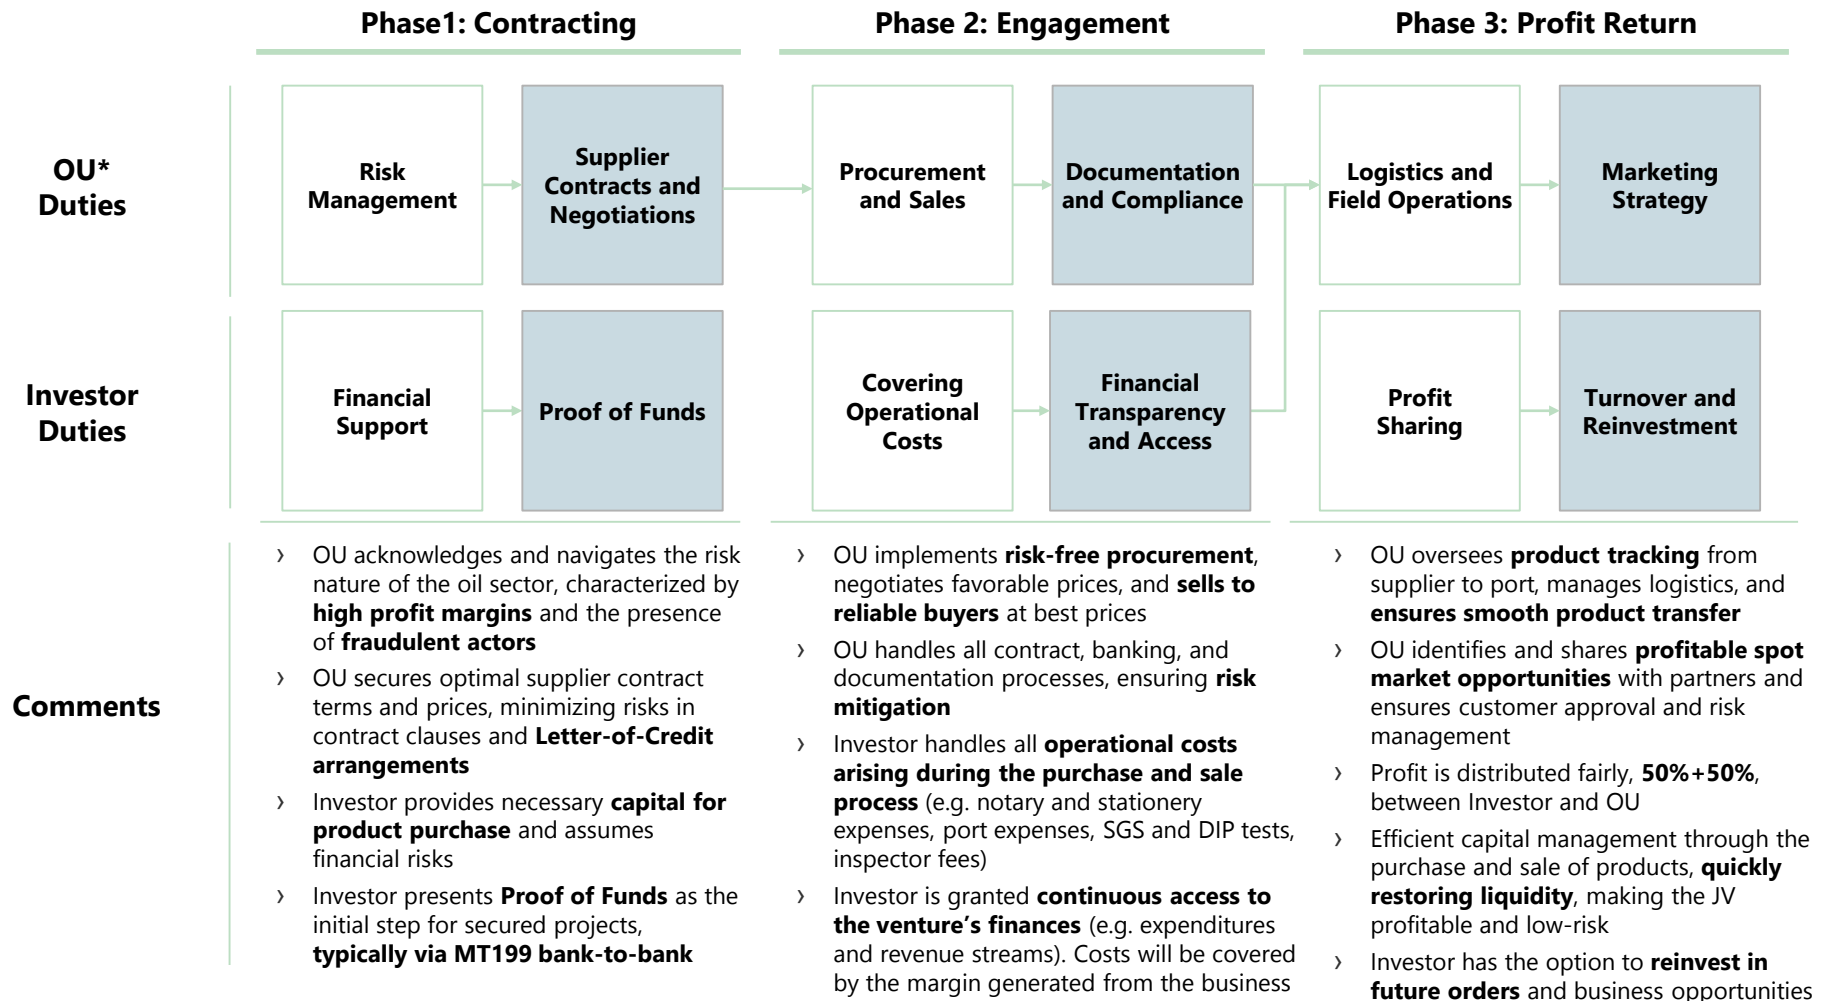 Phase1: Contracting
Phase 2: Engagement
Phase 3: Profit Return
OU*
Duties
Risk
Management
Supplier
Contracts and
Negotiations
Procurement
and Sales
Documentation
and Compliance
Logistics and
Field Operations
Marketing
Strategy
Investor
Duties
Financial
Support
Proof of Funds
Covering
Operational
Costs
Financial
Transparency
and Access
Profit
Sharing
Turnover and
Reinvestment
Comments
› OU acknowledges and navigates the risk
nature of the oil sector, characterized by
high profit margins and the presence
of fraudulent actors
› OU secures optimal supplier contract
terms and prices, minimizing risks in
contract clauses and Letter-of-Credit
arrangements
› Investor provides necessary capital for
product purchase and assumes
financial risks
› Investor presents Proof of Funds as the
initial step for secured projects,
typically via MT199 bank-to-bank
› OU implements risk-free procurement,
negotiates favorable prices, and sells to
reliable buyers at best prices
› OU handles all contract, banking, and
documentation processes, ensuring risk
mitigation
› Investor handles all operational costs
arising during the purchase and sale
process (e.g. notary and stationery
expenses, port expenses, SGS and DIP tests,
inspector fees)
› Investor is granted continuous access to
the venture's finances (e.g. expenditures
and revenue streams). Costs will be covered
by the margin generated from the business
› OU oversees product tracking from
supplier to port, manages logistics, and
ensures smooth product transfer
› OU identifies and shares profitable spot
market opportunities with partners and
ensures customer approval and risk
management
› Profit is distributed fairly, 50%+50%,
between Investor and OU
› Efficient capital management through the
purchase and sale of products, quickly
restoring liquidity, making the JV
profitable and low-risk
› Investor has the option to reinvest in
future orders and business opportunities